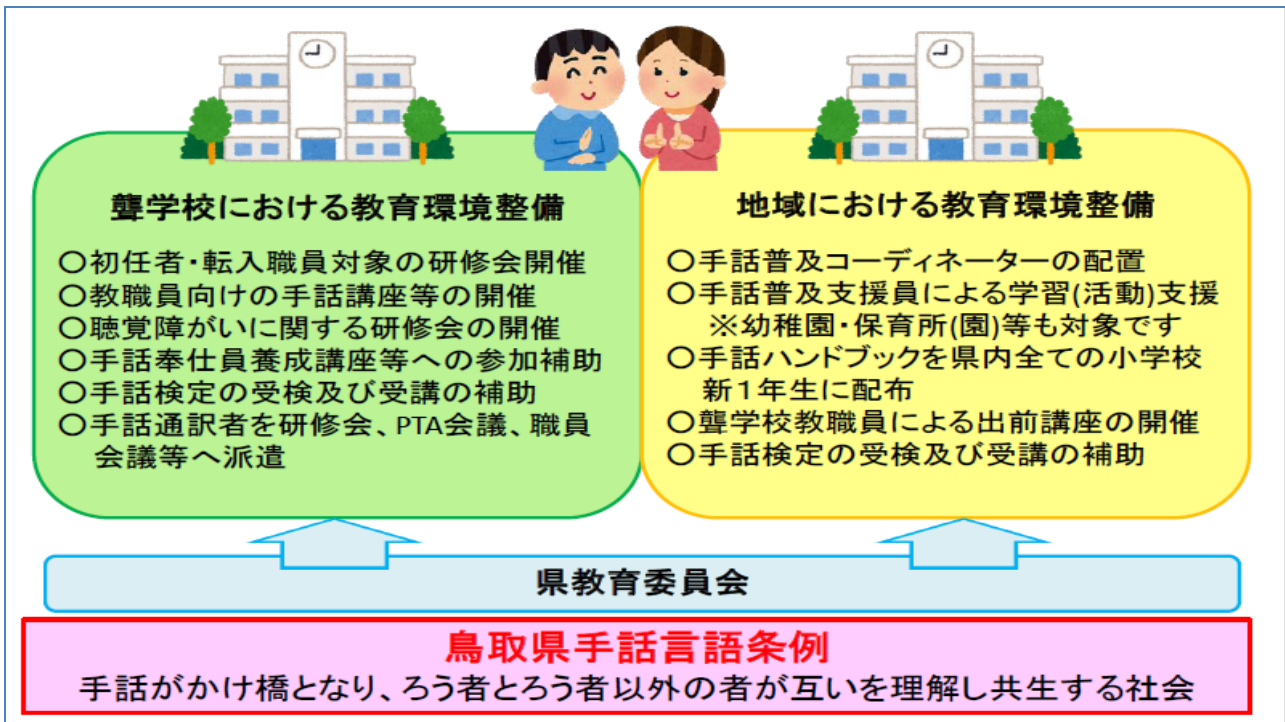 聾学校における教育環境整備
○初任者・転入職員対象の研修会開催
○教職員向けの手話講座等の開催
○聴覚障がいに関する研修会の開催
○手話奉仕員養成講座等への参加補助
○手話検定の受検及び受講の補助
○手話通訳者を研修会、PTA会議、職員
会議等へ派遣
地域における教育環境整備
○手話普及コーディネーターの配置
○手話普及支援員による学習(活動)支援
※幼稚園・保育所(園)等も対象です
○手話ハンドブックを県内全ての小学校
新1年生に配布
○聾学校教職員による出前講座の開催
○手話検定の受検及び受講の補助
県教育委員会
鳥取県手話言語条例
手話がかけ橋となり、ろう者とろう者以外の者が互いを理解し共生する社会